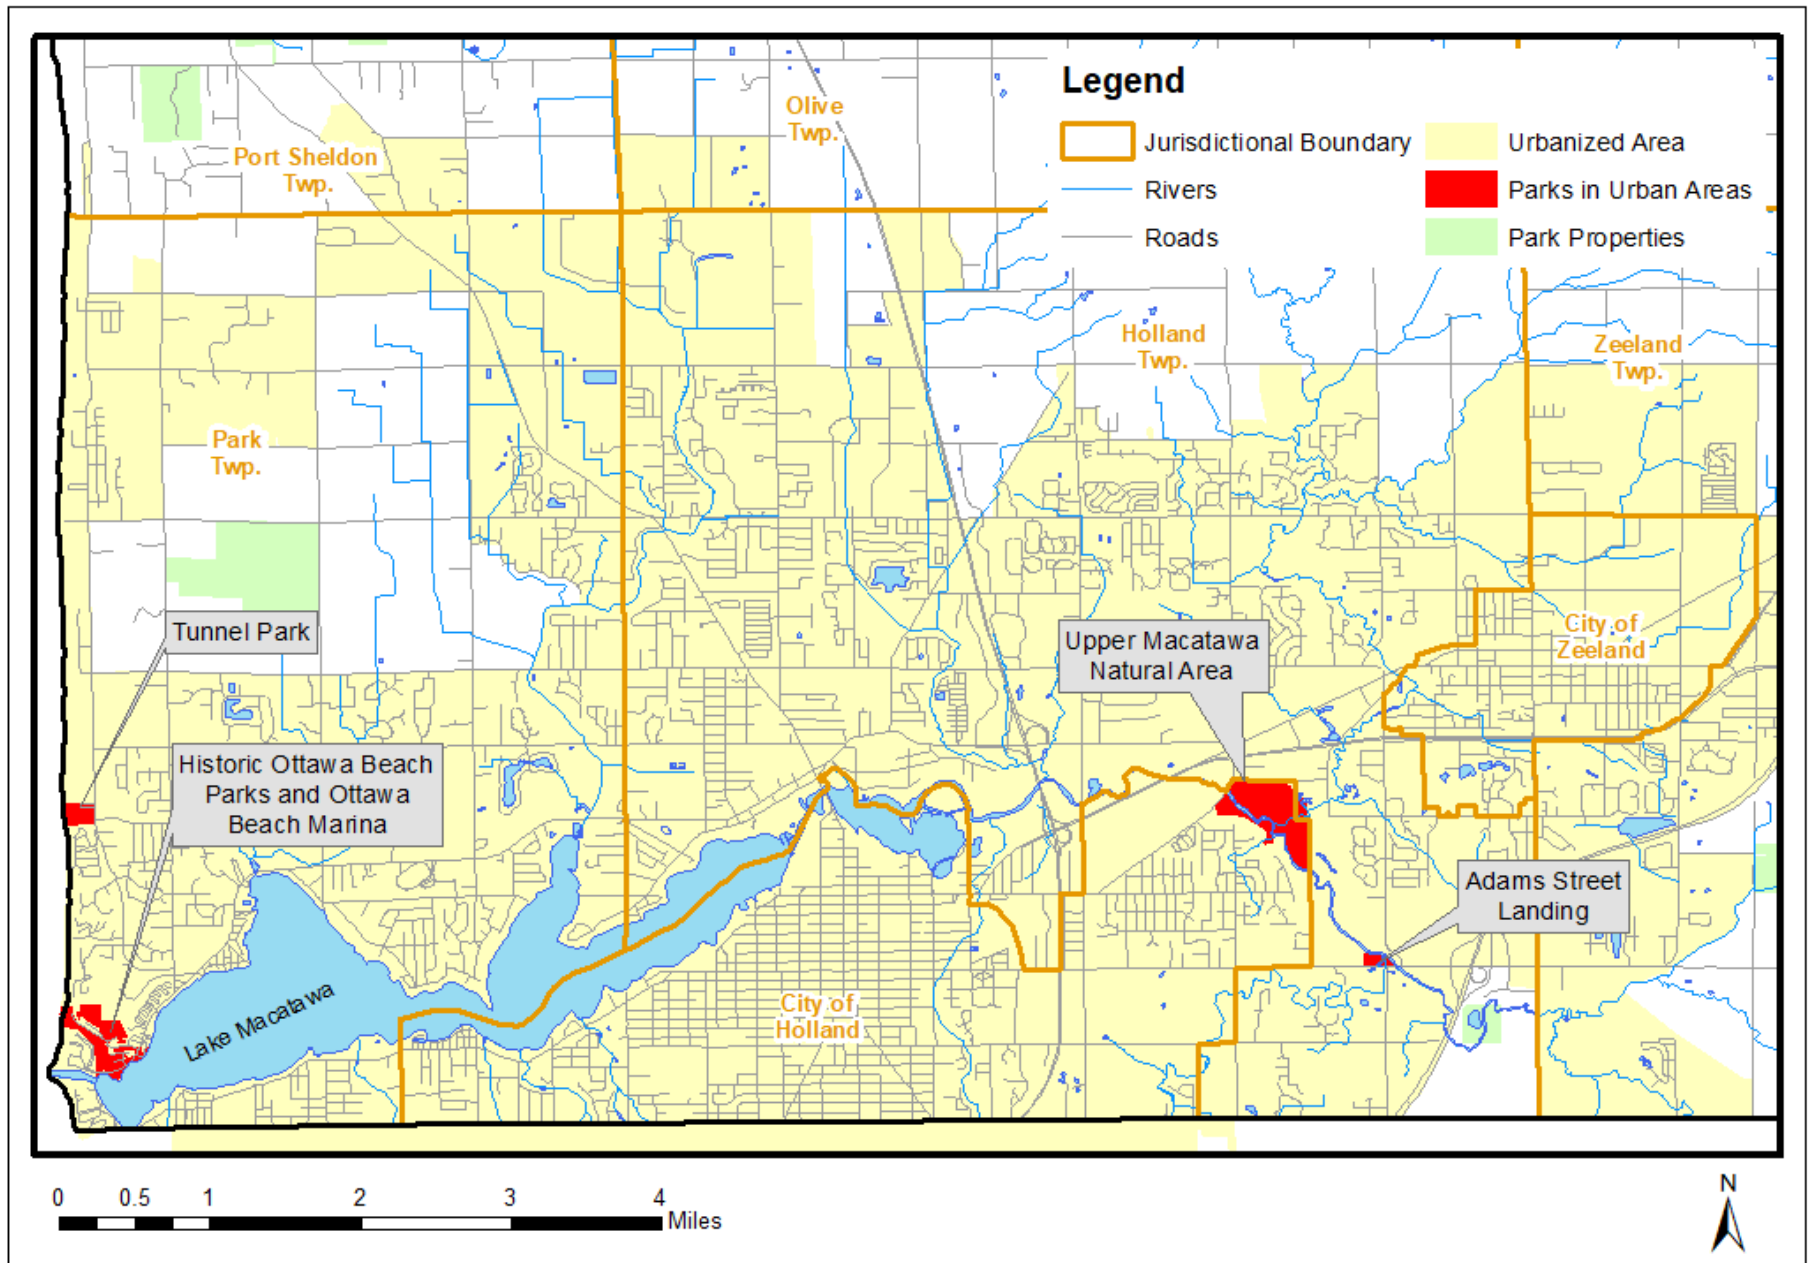 Legend
Jurisdictional Boundary
Rivers
Roads
Urbanized Area
Parks in Urban Areas
Park Properties
Olive
Twp.
Port Sheldon
Twp.
Holland
Twp.
Zeeland
Twp.
Park
Twp.
Tunnel Park
Upper Macatawa
Natural Area
City of
Zeeland
Historic Ottawa Beach
Parks and Ottawa
Beach Marina
Adams Street
Landing
Lake Macatawa
City of
Holland
0 0.5 1 2 3 4
Miles
N